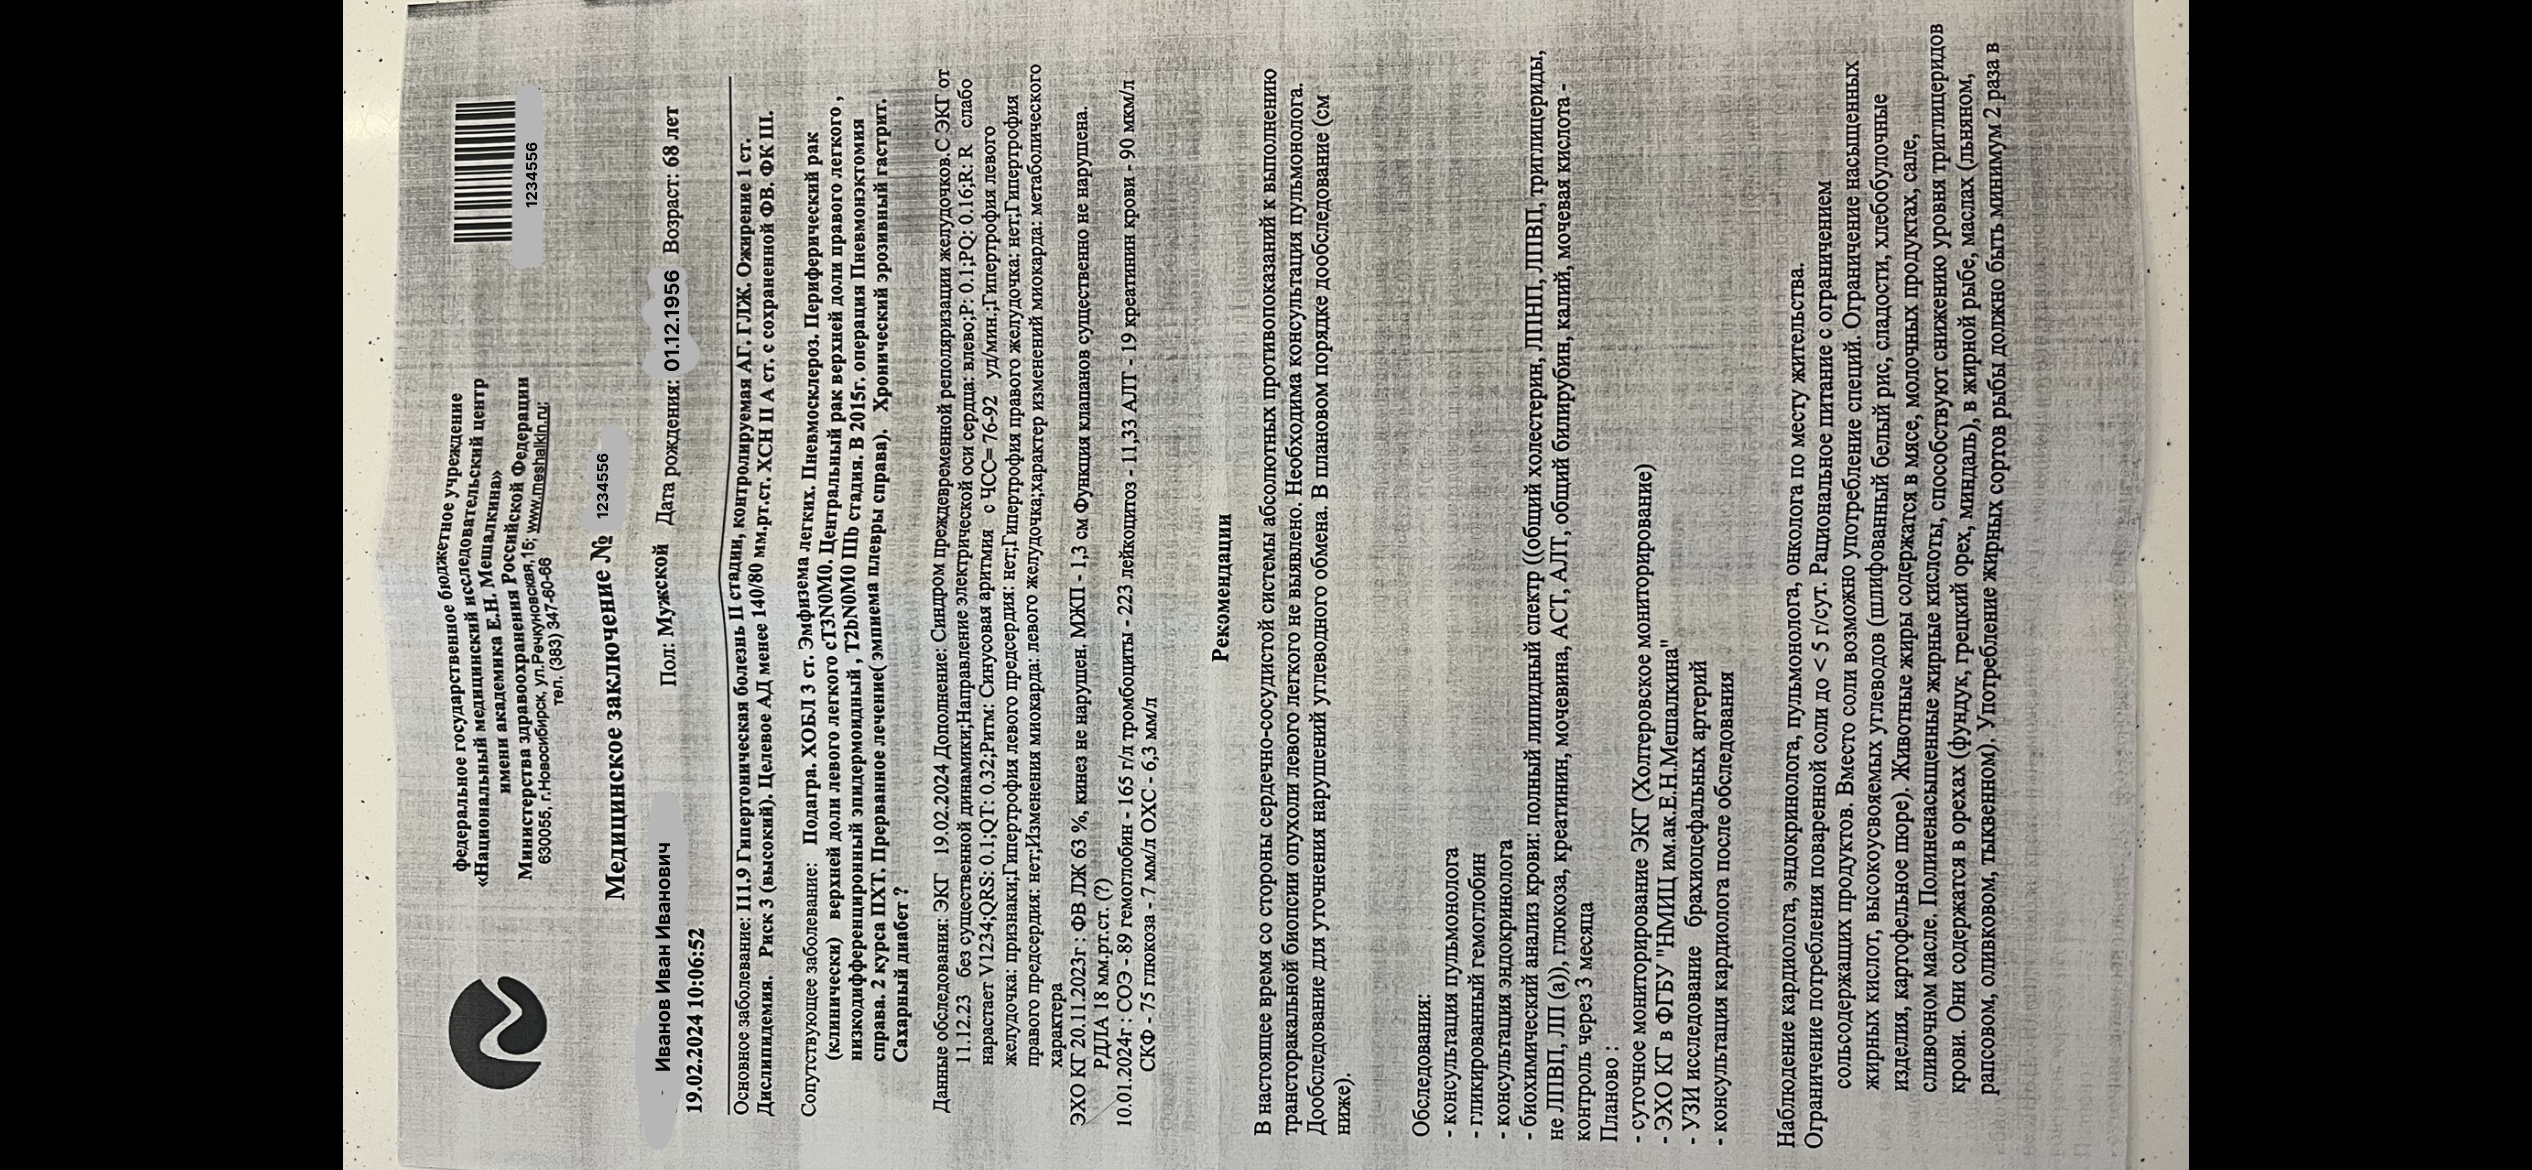 федеральное государственное бюджетное учреждение
«Национальный медицинский исследовательский центр
имени академика Е.Н. Мешалкина»
Министерства здравоохранения Российской Федерации
630055, г.Новосибирск, ул.Речкуновская,15; www.meshalkin.ru;
тел. (383) 347-60-66
1234556
Медицинское заключение № 1234556
Иванов Иван Иванович Пол: Мужской Дата рождения: 01.12.1956 Возраст: 68 лет
19.02.2024 10:06:52
Основное заболевание: I11.9 Гипертоническая болезнь II стадии, контролируемая АГ. ГЛЖ. Ожирение 1 ст.
Дислипидемия. Риск 3 (высокий). Целевое АД менее 140/80 мм.рт.ст. ХСН II А ст. с сохраненной ФВ. ФК III.
Сопутствующее заболевание: Подагра. ХОБЛ 3 ст. Эмфизема легких. Пневмосклероз. Периферический рак
(клинически) верхней доли левого легкого cT3N0M0. Центральный рак верхней доли правого легкого ,
низкодифференцированный эпидермоидный , T2bN0M0 IIb стадия. В 2015г. операция Пневмонэктомия
справа. 2 курса ПХТ. Прерванное лечение( эмпиема плевры справа). Хронический эрозивный гастрит.
Сахарный диабет ?
Данные обследования: ЭКГ 19.02.2024 Дополнение: Синдром преждевременной реполяризации желудочков.С ЭКГ от
11.12.23 без существенной динамики;Направление электрической оси сердца: влево;P: 0.1;PQ: 0.16;R: R слабо
нарастает V1234;QRS: 0.1;QT: 0.32;Ритм: Синусовая аритмия с ЧСС= 76-92 уд/мин.;Гипертрофия левого
желудочка: признаки;Гипертрофия левого предсердия: нет;Гипертрофия правого желудочка: нет;Гипертрофия
правого предсердия: нет;Изменения миокарда: левого желудочка;характер изменений миокарда: метаболического
характера
ЭХО КГ 20.11.2023г : ФВ ЛЖ 63 %, кинез не нарушен. МЖП - 1,3 см Функция клапанов существенно не нарушена.
РДЛА 18 мм.рт.ст. (?)
10.01.2024г : СОЭ - 89 гемоглобин - 165 г/л тромбоциты - 223 лейкоцитоз - 11,33 АЛТ - 19 креатинин крови - 90 мкм/л
СКФ - 75 глюкоза - 7 мм/л ОХС - 6,3 мм/л
Рекомендации
В настоящее время со стороны сердечно-сосудистой системы абсолютных противопоказаний к выполнению
трансторакальной биопсии опухоли левого легкого не выявлено. Необходима консультация пульмонолога.
Дообследование для уточнения нарушений углеводного обмена. В плановом порядке дообследование (см
ниже).
Обследования:
- консультация пульмонолога
- гликированный гемоглобин
- консультация эндокринолога
- биохимический анализ крови: полный липидный спектр ((общий холестерин, ЛПНП, ЛПВП, триглицериды,
не ЛПВП, ЛП (а)), глюкоза, креатинин, мочевина, АСТ, АЛТ, общий билирубин, калий, мочевая кислота -
контроль через 3 месяца
Планово :
- суточное мониторирование ЭКГ (Холтеровское мониторирование)
- ЭХО КГ в ФГБУ "НМИЦ им.ак.Е.Н.Мешалкина"
- УЗИ исследование брахиоцефальных артерий
- консультация кардиолога после обследования
Наблюдение кардиолога, эндокринолога, пульмонолога, онколога по месту жительства.
Ограничение потребления поваренной соли до < 5 г/сут. Рациональное питание с ограничением
сольсодержащих продуктов. Вместо соли возможно употребление специй. Ограничение насыщенных
жирных кислот, высокоусвояемых углеводов (шлифованный белый рис, сладости, хлебобулочные
изделия, картофельное пюре). Животные жиры содержатся в мясе, молочных продуктах, сале,
сливочном масле. Полиненасыщенные жирные кислоты, способствуют снижению уровня триглицеридов
крови. Они содержатся в орехах (фундук, грецкий орех, миндаль), в жирной рыбе, маслах (льняном,
рапсовом, оливковом, тыквенном). Употребление жирных сортов рыбы должно быть минимум 2 раза в